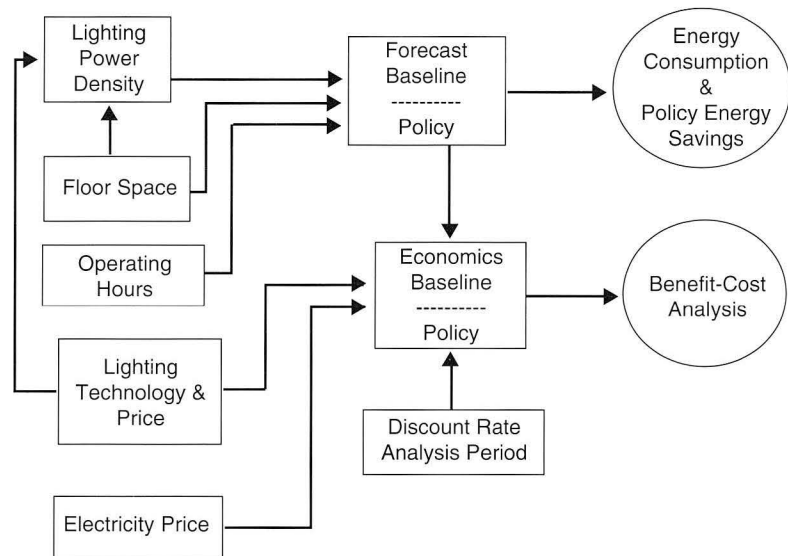 Lighting
Power
Density
Forecast
Baseline
----------
Policy
Energy
Consumption
&
Policy Energy
Savings
Floor Space
Operating
Hours
Economics
Baseline
----------
Policy
Benefit-Cost
Analysis
Lighting
Technology &
Price
Discount Rate
Analysis Period
Electricity Price